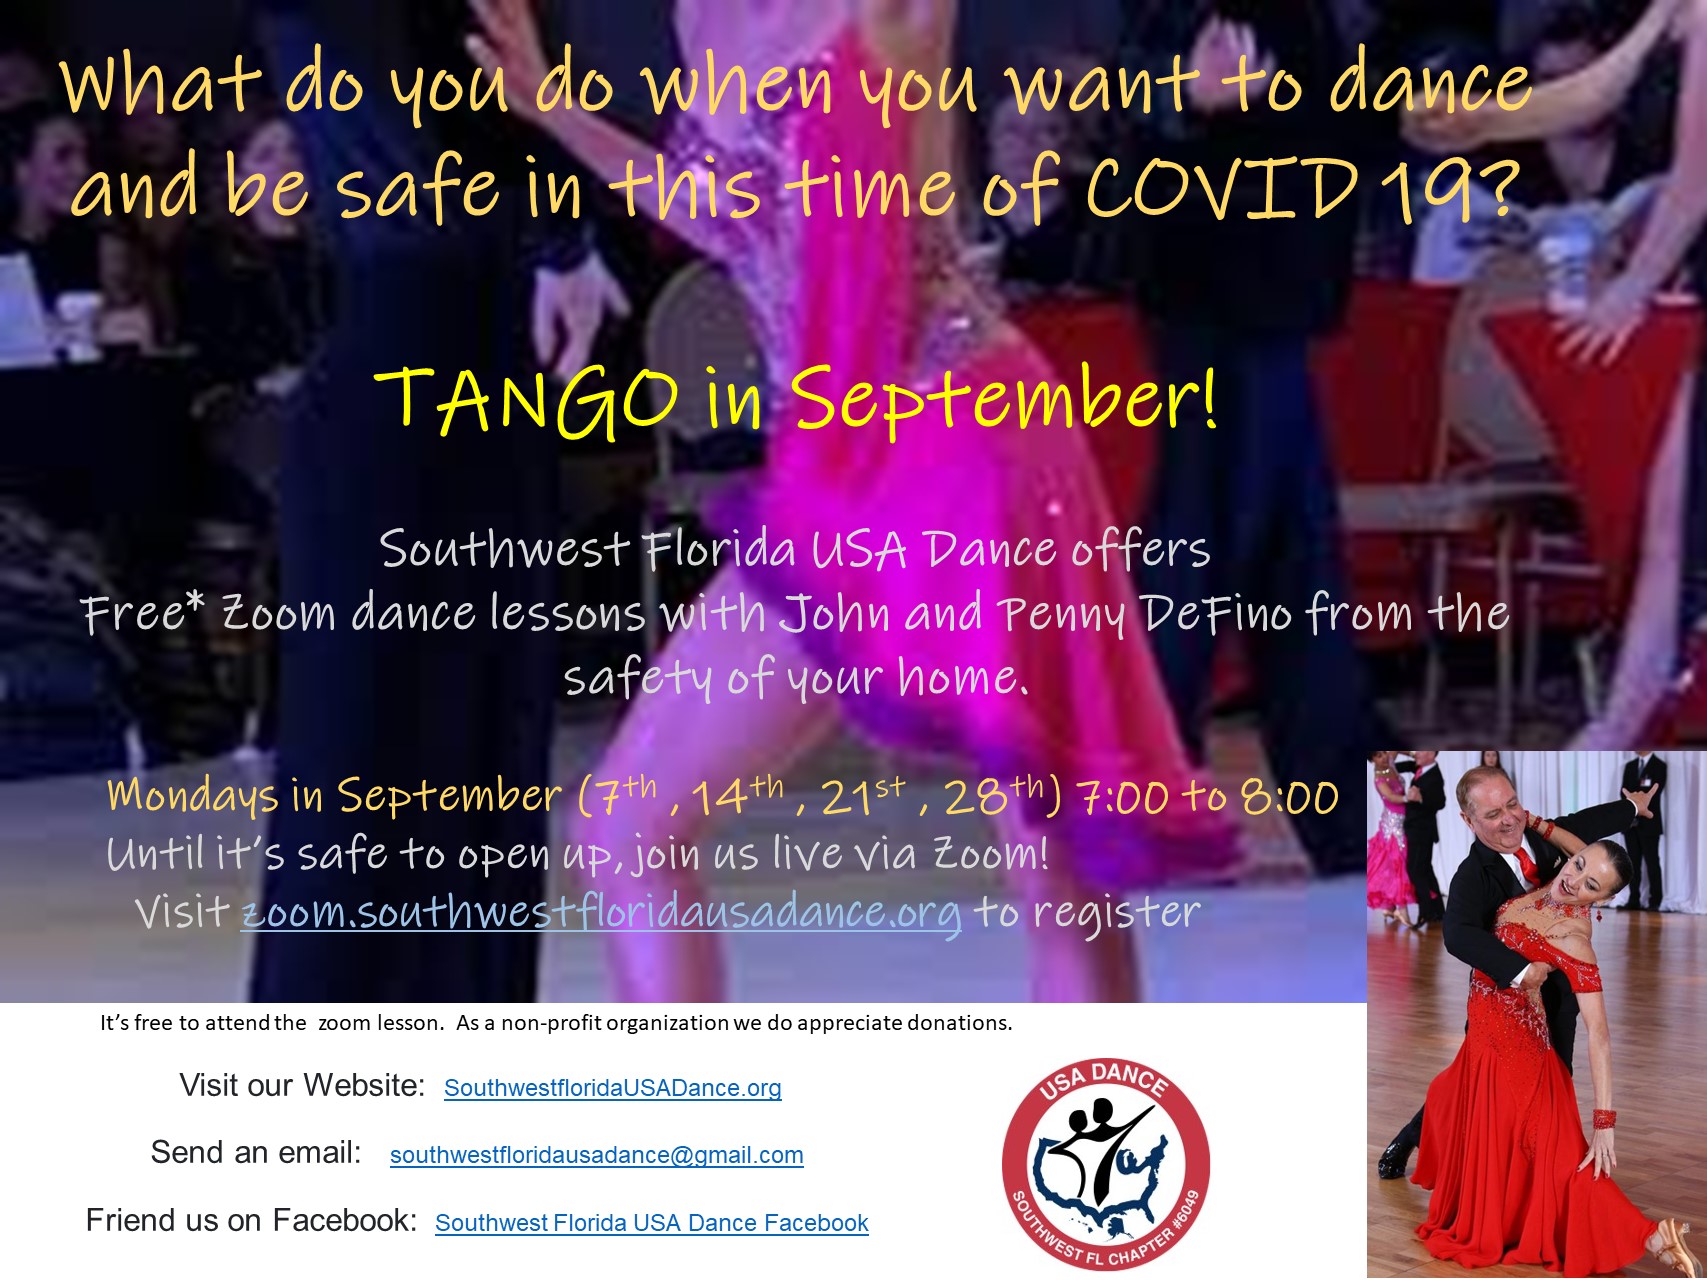 What do you do when you want to dance
and be safe in this time of COVID 19?
TANGO in September!
Southwest Florida USA Dance offers
Free* Zoom dance lessons with John and Penny DeFino from the
safety of your home.
Mondays in September (7th , 14th , 21st , 28th) 7:00 to 8:00
Until it's safe to open up, join us live via Zoom!
Visit zoom.southwestfloridausadance.org to register
It's free to attend the zoom lesson. As a non-profit organization we do appreciate donations.
Visit our Website: SouthwestfloridaUSADance.org
Send an email: southwestfloridausadance@gmail.com
Friend us on Facebook: Southwest Florida USA Dance Facebook
USA DANCE
SOUTHWEST FL CHAPTER #6049